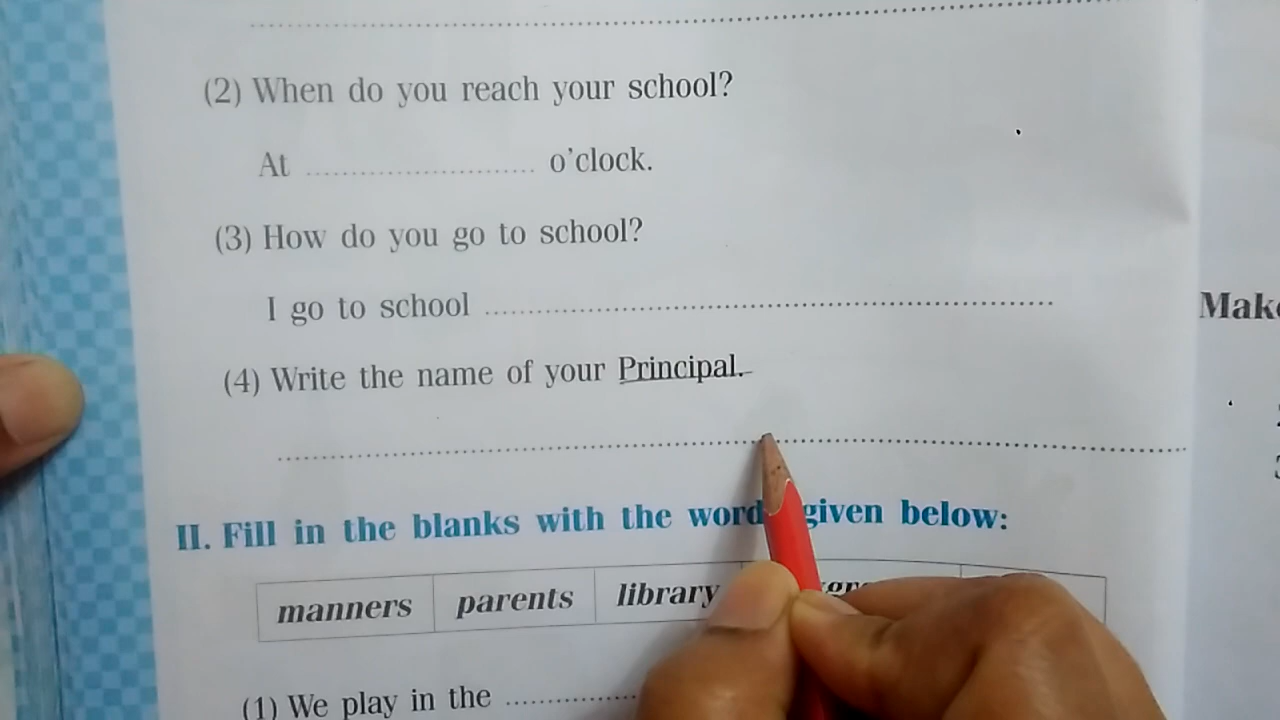 (2) When do you reach your school?
At ........................ o'clock.
(3) How do you go to school?
I go to school ............................................................
(4) Write the name of your Principal.
II. Fill in the blanks with the word given below:
manners parents library
(1) We play in the ...............